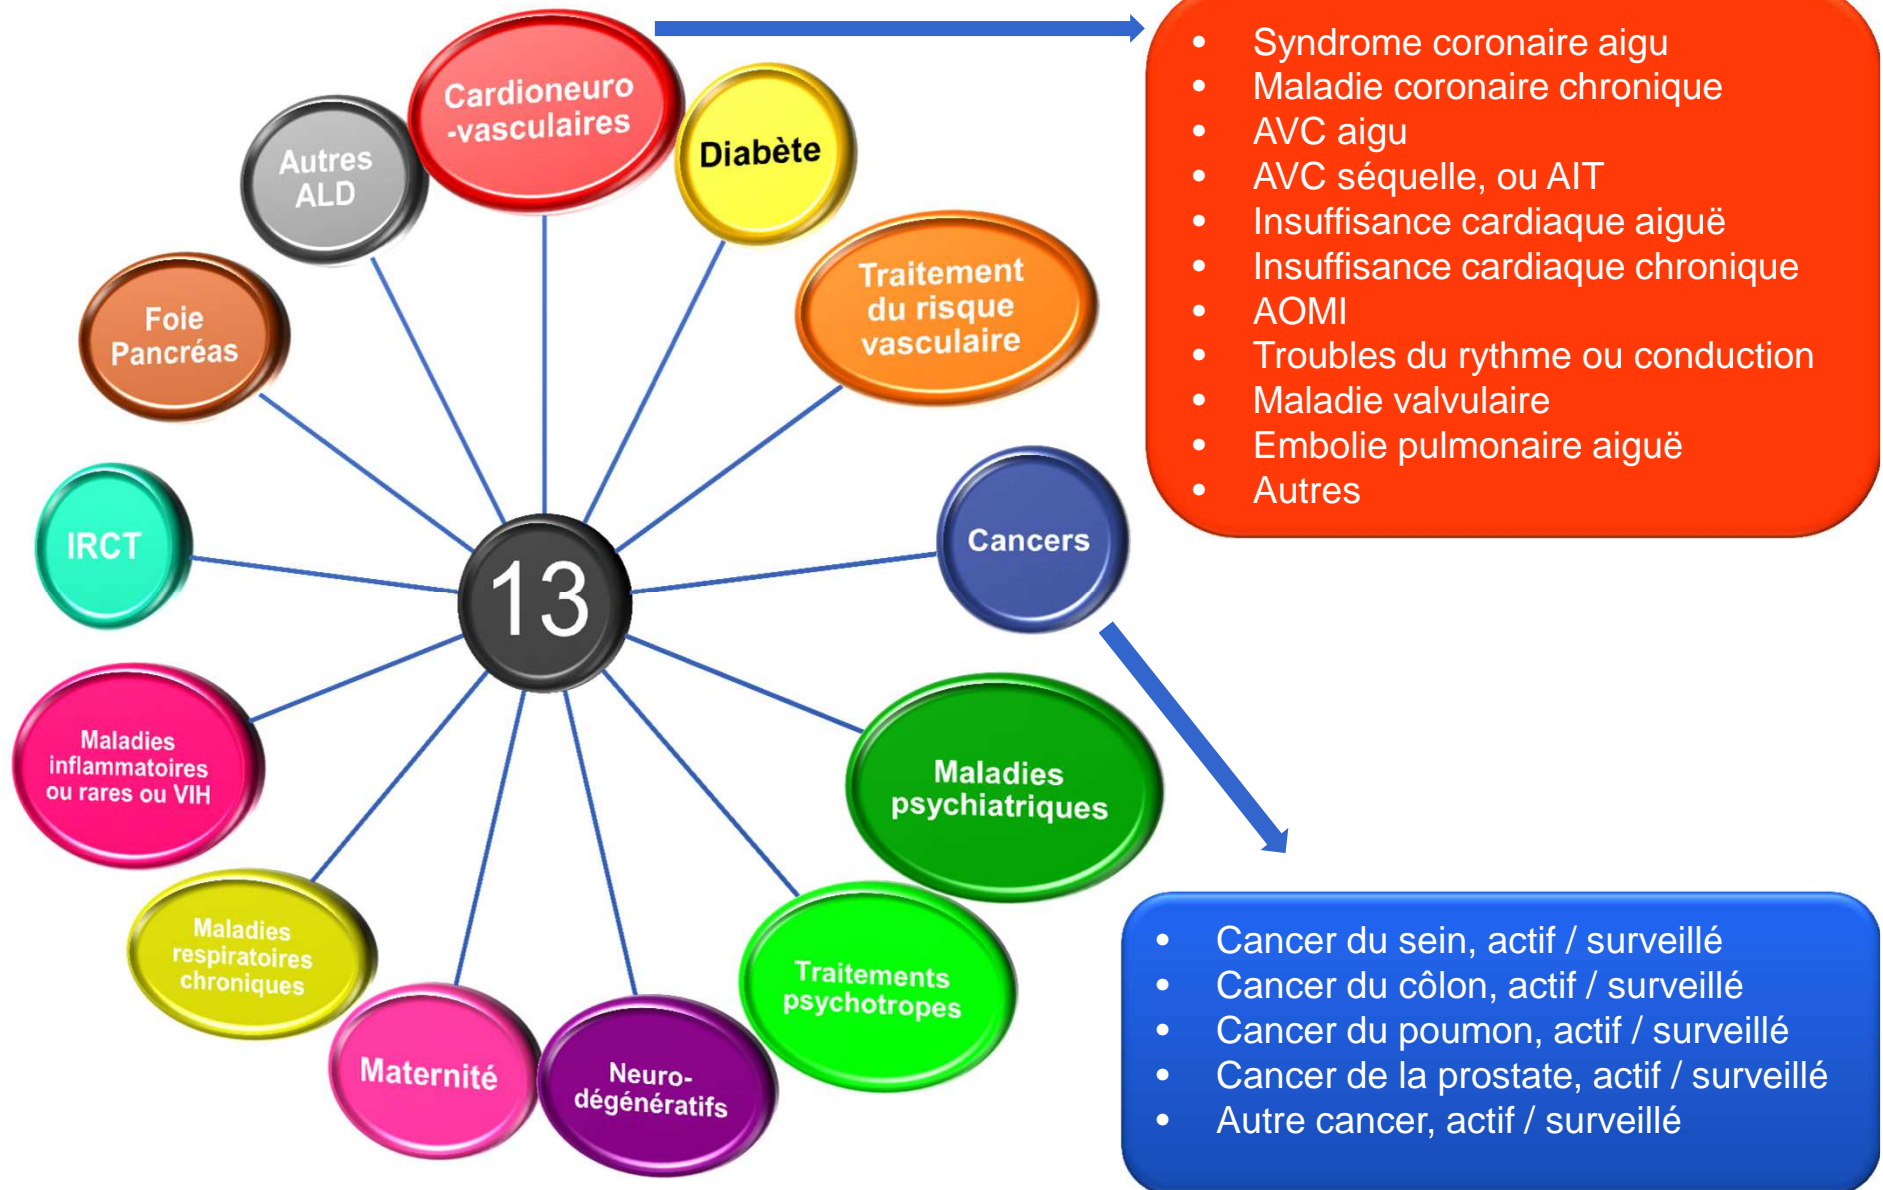 Cardioneuro
-vasculaires
Diabète
Traitement
du risque
vasculaire
Cancers
Maladies
psychiatriques
Traitements
psychotropes
Neuro-
dégénératifs
Maternité
Maladies
respiratoires
chroniques
Maladies
inflammatoires
ou rares ou VIH
IRCT
Foie
Pancréas
Autres
ALD
13
• Syndrome coronaire aigu
• Maladie coronaire chronique
• AVC aigu
• AVC séquelle, ou AIT
• Insuffisance cardiaque aiguë
• Insuffisance cardiaque chronique
• AOMI
• Troubles du rythme ou conduction
• Maladie valvulaire
• Embolie pulmonaire aiguë
• Autres
• Cancer du sein, actif / surveillé
• Cancer du côlon, actif / surveillé
• Cancer du poumon, actif / surveillé
• Cancer de la prostate, actif / surveillé
• Autre cancer, actif / surveillé